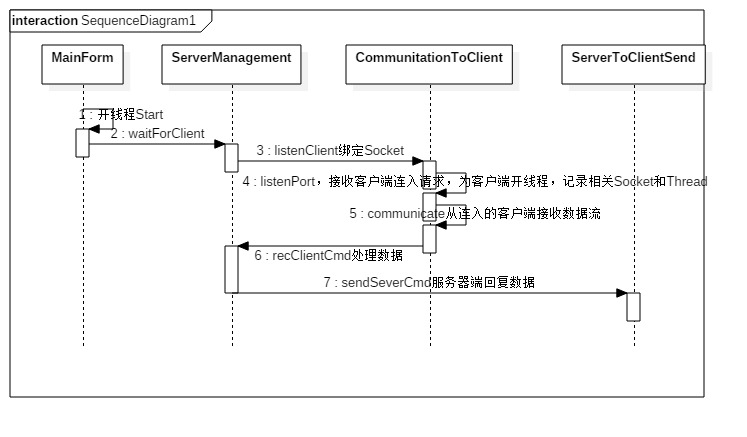 interaction SequenceDiagram1
MainForm
ServerManagement
CommunitationToClient
ServerToClientSend
1 : 开线程Start
2 : waitForClient
3 : listenClient绑定Socket
4 : listenPort，接收客户端连入请求，为客户端开线程，记录相关Socket和Thread
5 : communicate从连入的客户端接收数据流
6 : recClientCmd处理数据
7 : sendSeverCmd服务器端回复数据